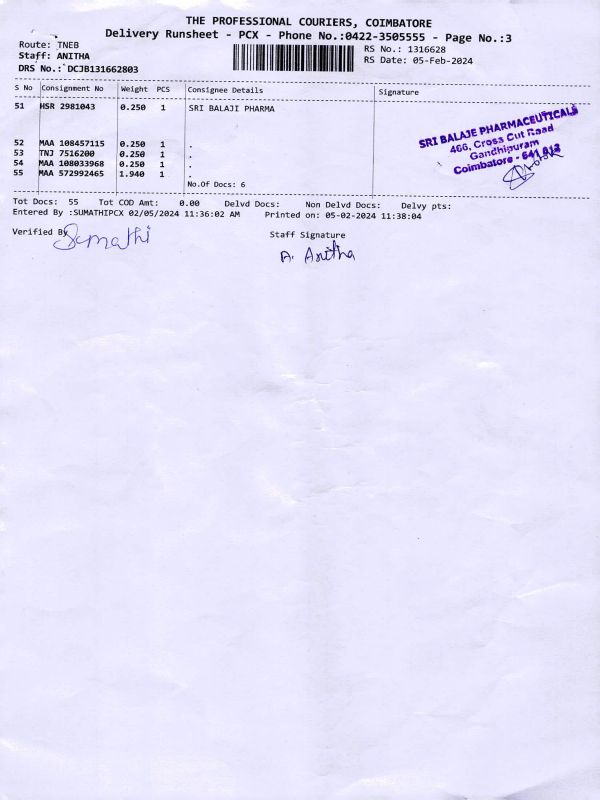 THE PROFESSIONAL COURIERS, COIMBATORE
Delivery Runsheet - PCX - Phone No.:0422-3505555 - Page No.:3
Route: TNEB
RS No.: 1316628
Staff: ANITHA
RS Date: 05-Feb-2024
DRS No.: DCJB131662803
S No Consignment No Weight PCS Consignee Details Signature
51 HSR 2981043 0.250 1 SRI BALAJI PHARMA
SRI BALAJE PHARMACEUTICALS
466, Cross Cut Road
Gandhipuram
Coimbatore - 641 012
52 MAA 108457115 0.250 1 .
53 TNJ 7516200 0.250 1 .
54 MAA 108033968 0.250 1 .
55 MAA 572992465 1.940 1 .
No.Of Docs: 6
Tot Docs: 55 Tot COD Amt: 0.00 Delvd Docs: Non Delvd Docs: Delvy pts:
Entered By :SUMATHIPCX 02/05/2024 11:36:02 AM Printed on: 05-02-2024 11:38:04
Verified By Sumathi
Staff Signature
A. Anitha